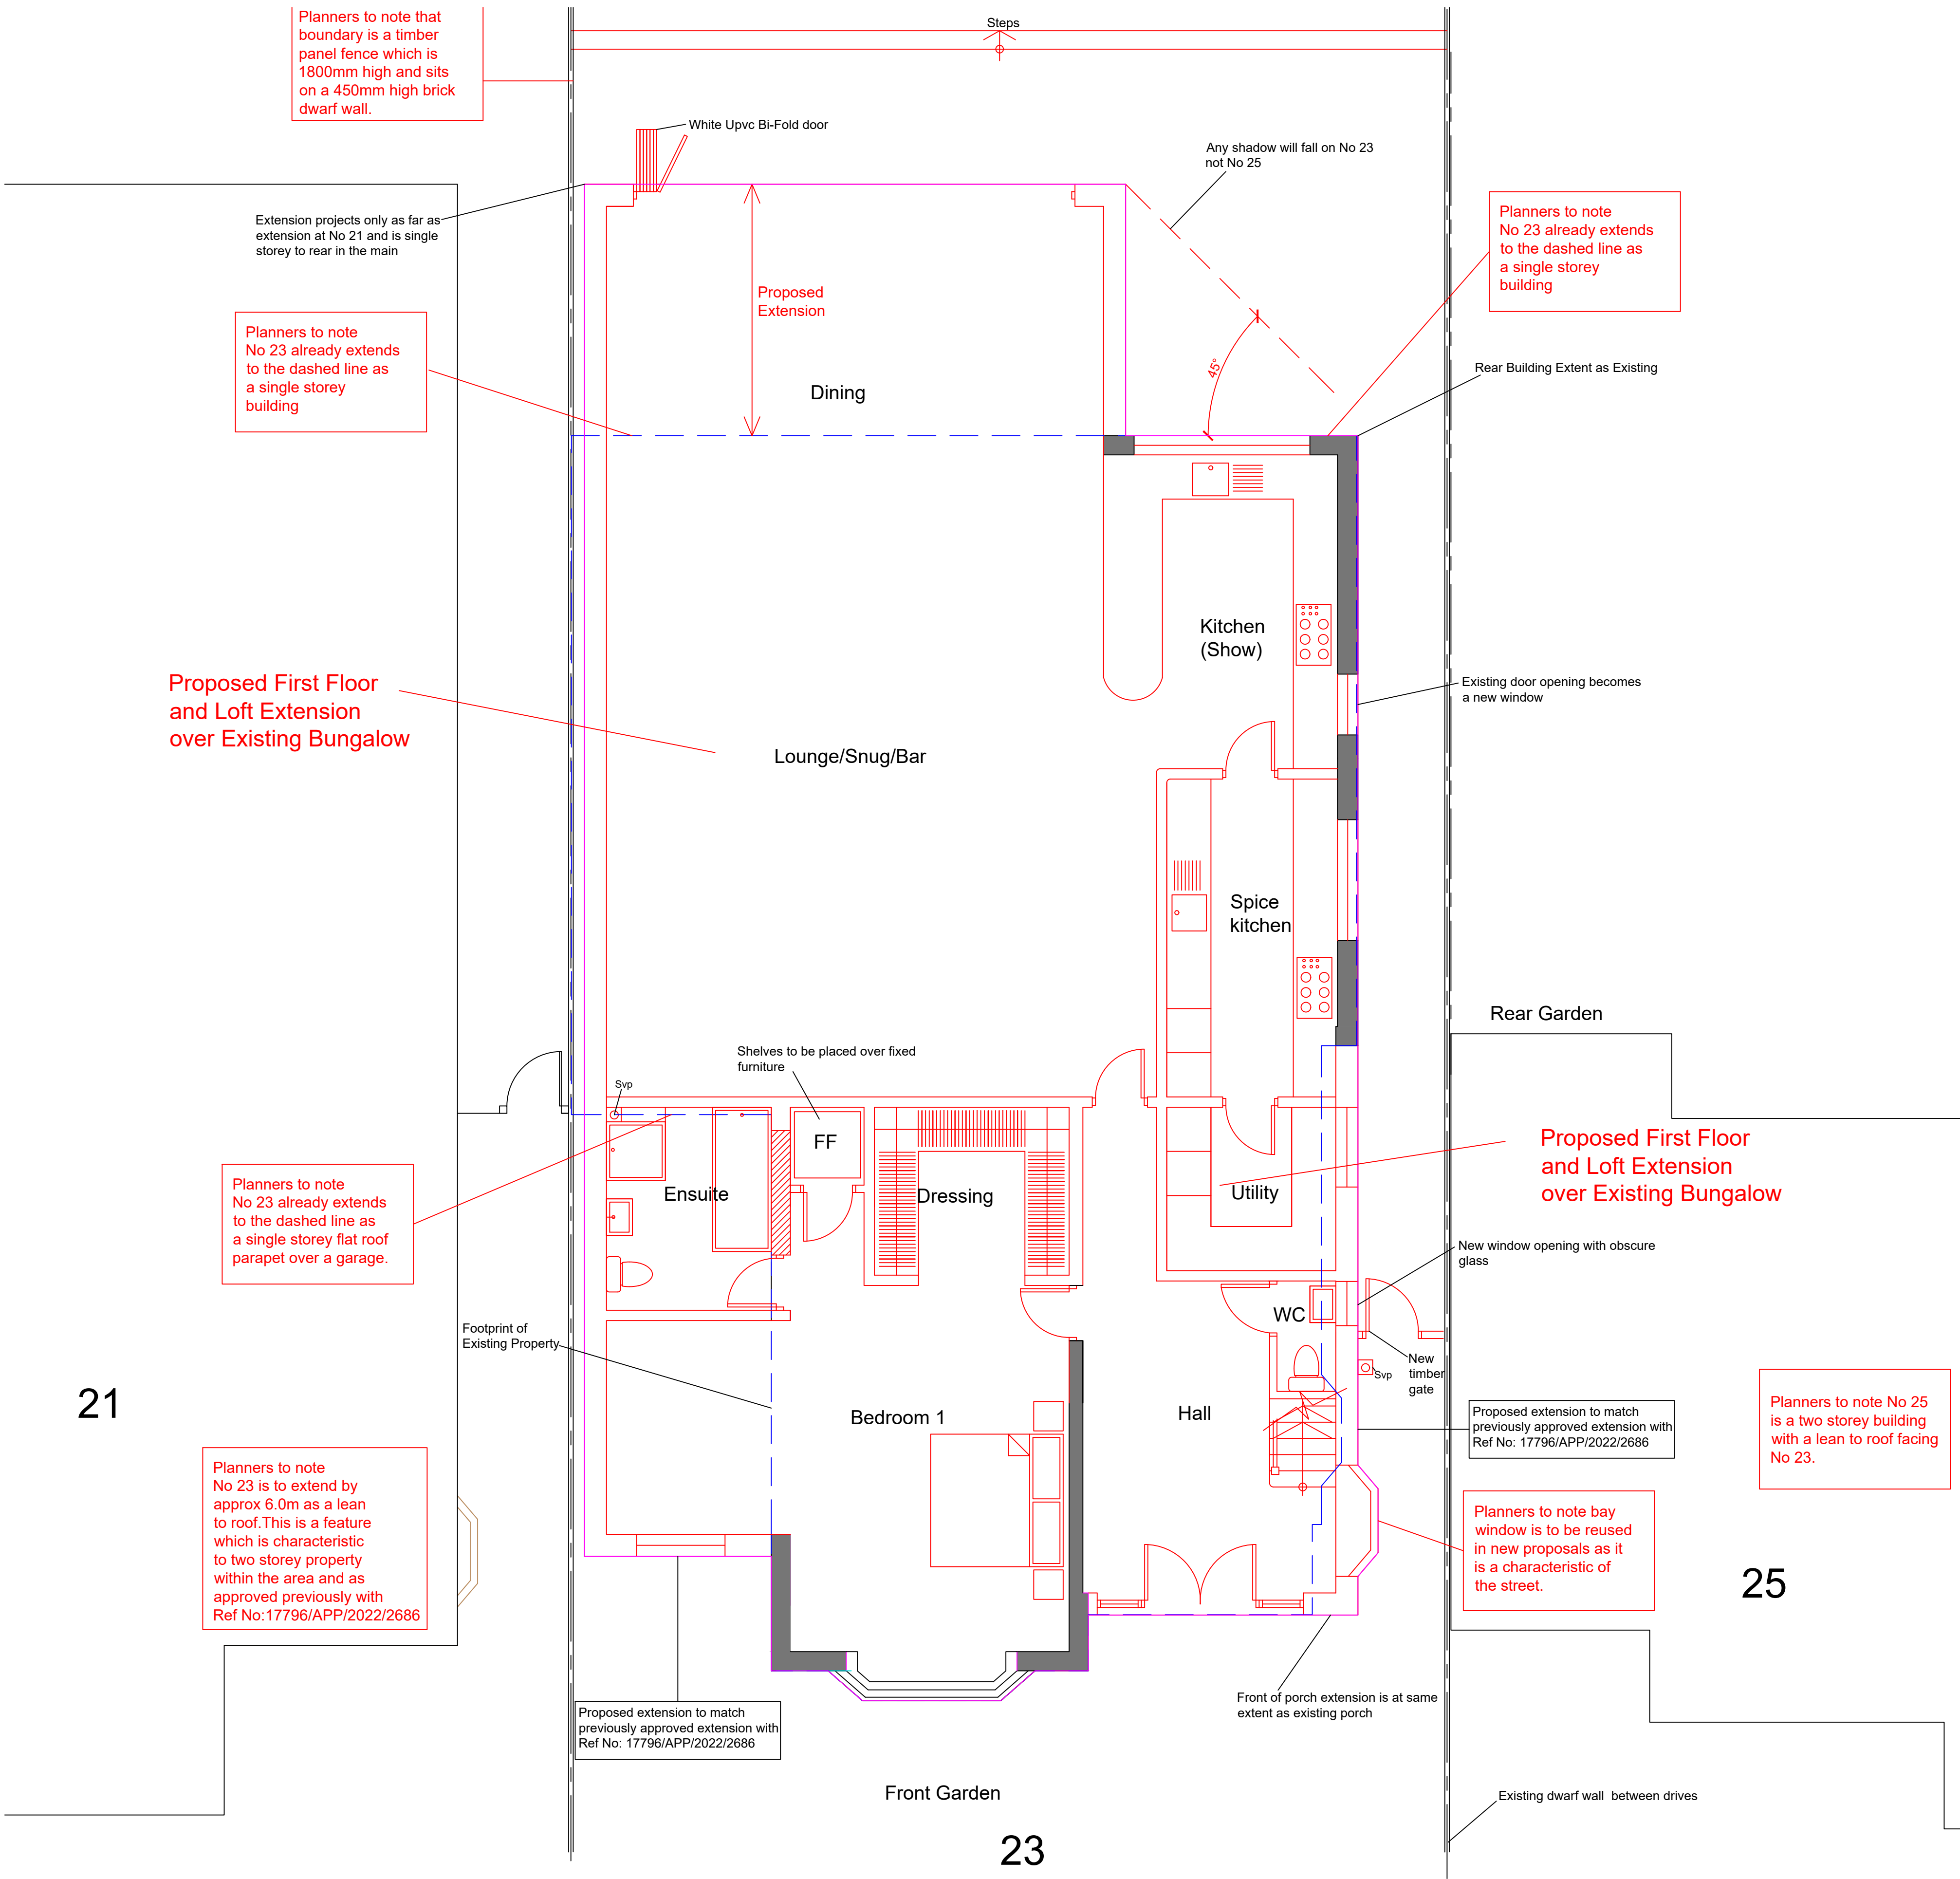 Planners to note that
boundary is a timber
panel fence which is
1800mm high and sits
on a 450mm high brick
dwarf wall.
Steps
White Upvc Bi-Fold door
Any shadow will fall on No 23
not No 25
Extension projects only as far as
extension at No 21 and is single
storey to rear in the main
Planners to note
No 23 already extends
to the dashed line as
a single storey
building
Proposed
Extension
Planners to note
No 23 already extends
to the dashed line as
a single storey
building
45°
Rear Building Extent as Existing
Dining
Kitchen
(Show)
Proposed First Floor
and Loft Extension
over Existing Bungalow
Existing door opening becomes
a new window
Lounge/Snug/Bar
Spice
kitchen
Rear Garden
Shelves to be placed over fixed
furniture
Svp
FF
Proposed First Floor
and Loft Extension
over Existing Bungalow
Planners to note
No 23 already extends
to the dashed line as
a single storey flat roof
parapet over a garage.
Ensuite
Dressing
Utility
New window opening with obscure
glass
WC
Footprint of
Existing Property
New
timber
gate
Svp
21
Bedroom 1
Hall
Proposed extension to match
previously approved extension with
Ref No: 17796/APP/2022/2686
Planners to note No 25
is a two storey building
with a lean to roof facing
No 23.
Planners to note
No 23 is to extend by
approx 6.0m as a lean
to roof.This is a feature
which is characteristic
to two storey property
within the area and as
approved previously with
Ref No:17796/APP/2022/2686
Planners to note bay
window is to be reused
in new proposals as it
is a characteristic of
the street.
25
Proposed extension to match
previously approved extension with
Ref No: 17796/APP/2022/2686
Front of porch extension is at same
extent as existing porch
Front Garden
Existing dwarf wall  between drives
23